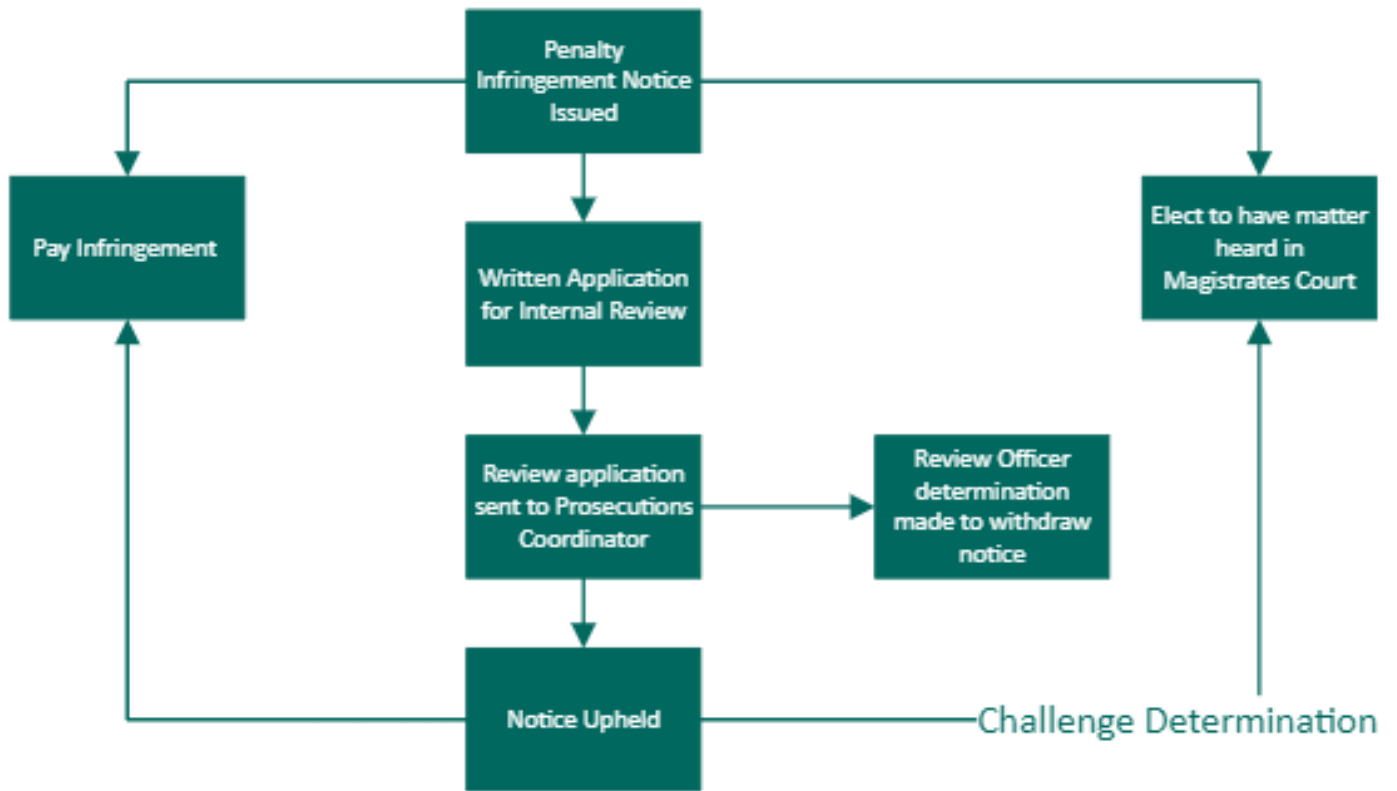 Penalty
Infringement Notice
Issued
Pay Infringement
Elect to have matter
heard in
Magistrates Court
Written Application
for Internal Review
Review application
sent to Prosecutions
Coordinator
Review Officer
determination
made to withdraw
notice
Notice Upheld
Challenge Determination